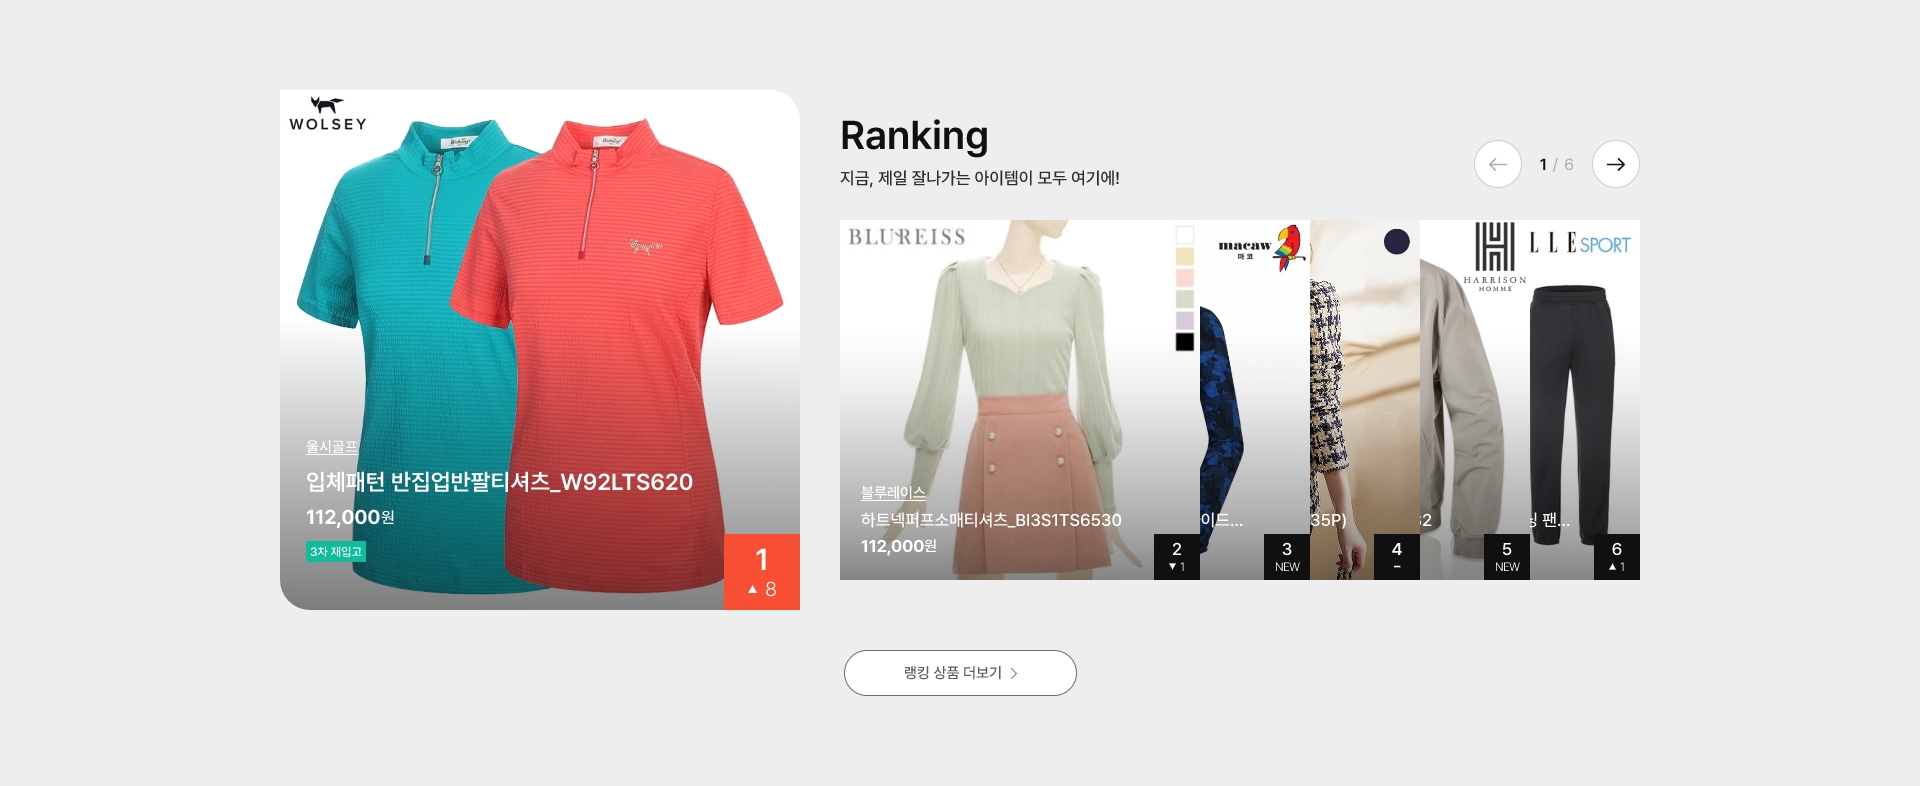 WOLSEY
울시골프
입체패턴 반집업반팔티셔츠_W92LTS620
112,000원
3차 재입고
1
▲ 8
Ranking
지금, 제일 잘나가는 아이템이 모두 여기에!
1 / 6
BLUREISS
블루레이스
하트넥퍼프소매티셔츠_BI3S1TS6530
112,000원
2
▼ 1
macaw
마코
이드...
3
NEW
35P)
4
–
HARRISON
HOMME
32
5
NEW
LLE SPORT
팬...
6
▲ 1
랭킹 상품 더보기 >